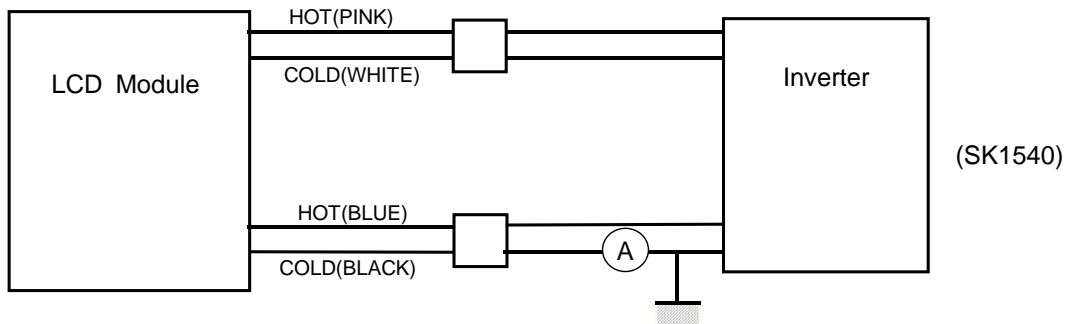 HOT(PINK)
COLD(WHITE)
LCD Module
Inverter
(SK1540)
HOT(BLUE)
A
COLD(BLACK)